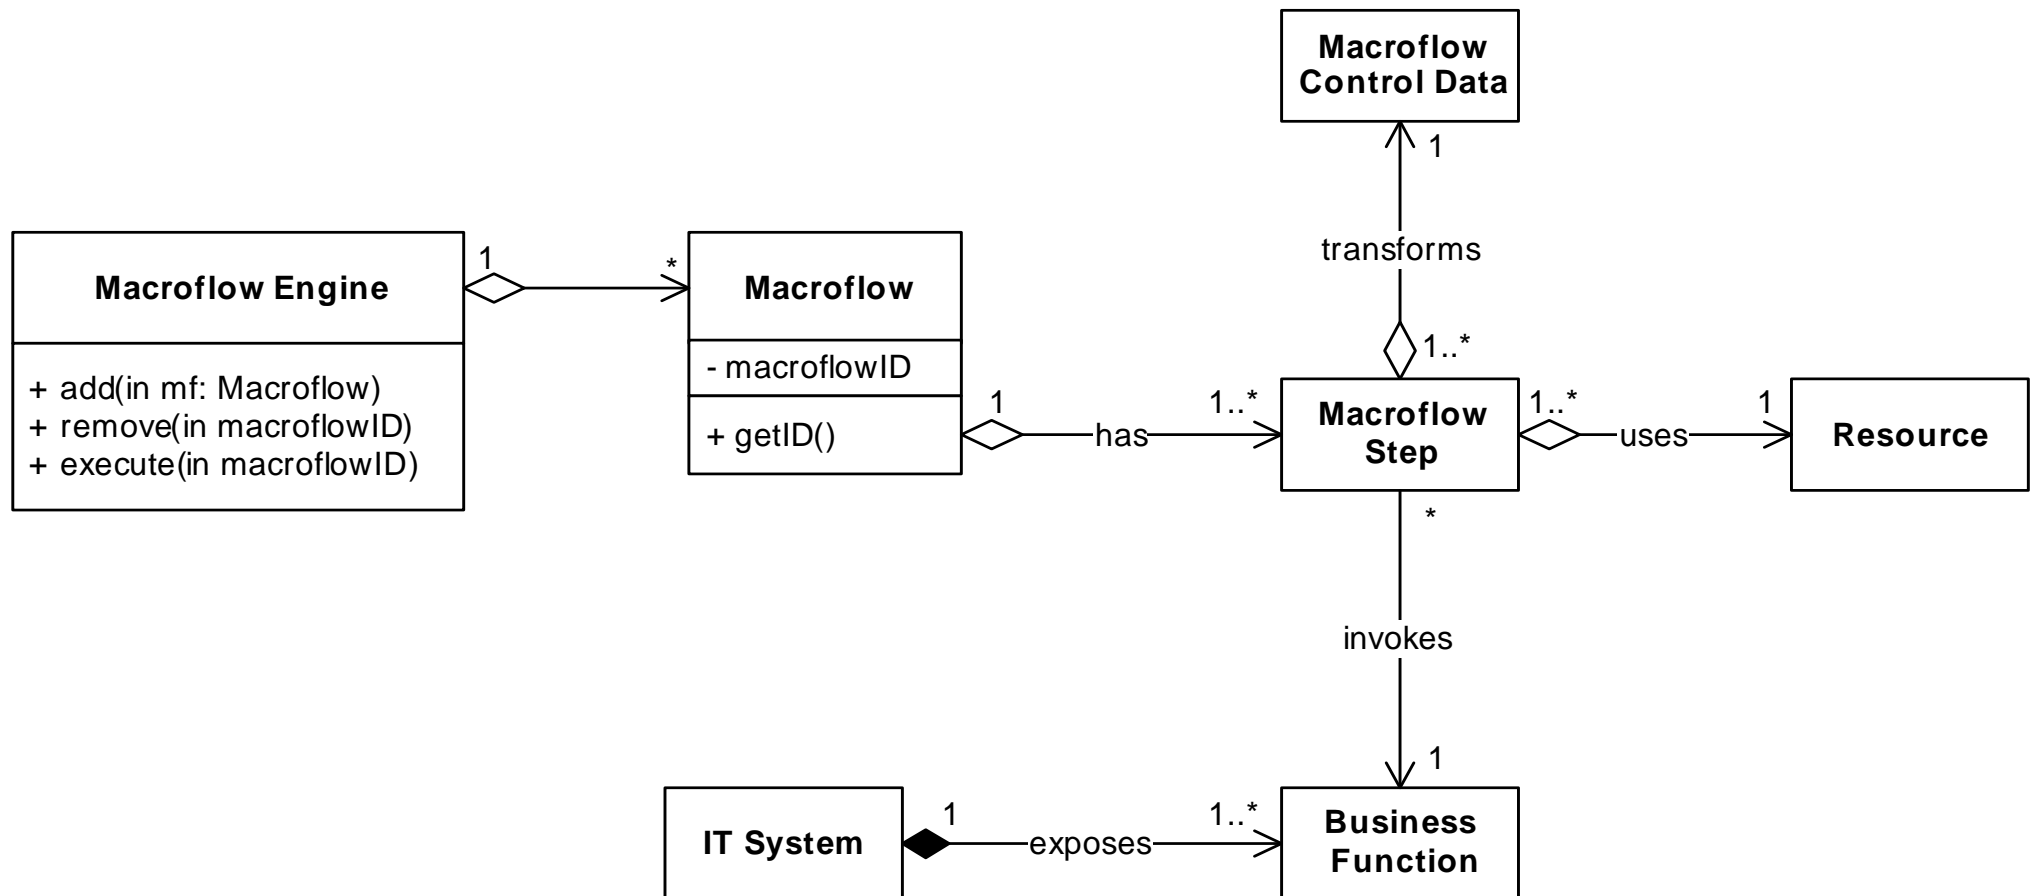 Macroflow
Control Data
1
transforms
1..*
Macroflow Engine
+ add(in mf: Macroflow)
+ remove(in macroflowID)
+ execute(in macroflowID)
1
*
Macroflow
- macroflowID
+ getID()
1
has
1..*
Macroflow
Step
1..*
uses
1
Resource
*
invokes
1
IT System
1
exposes
1..*
Business
Function